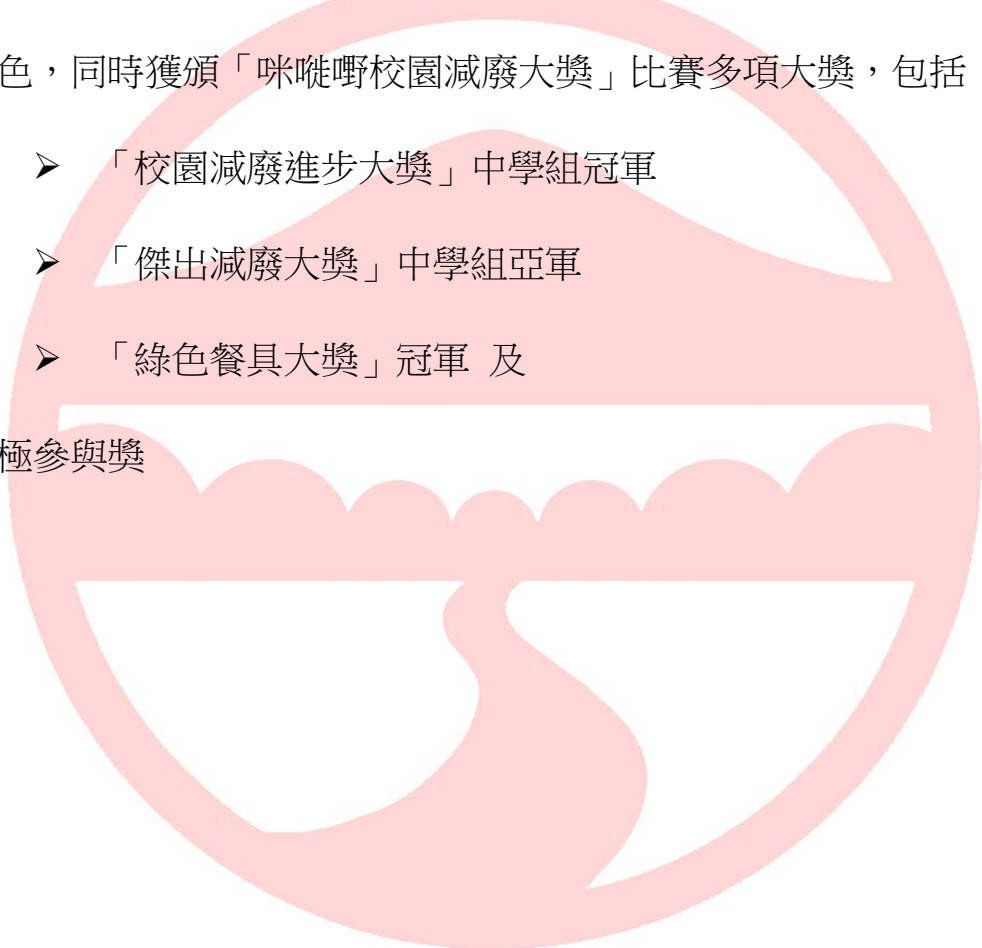 色，同時獲頒「咪嘥嘢校園減廢大獎」比賽多項大獎，包括
➢ 「校園減廢進步大獎」中學組冠軍
➢ 「傑出減廢大獎」中學組亞軍
➢ 「綠色餐具大獎」冠軍 及
極參與獎